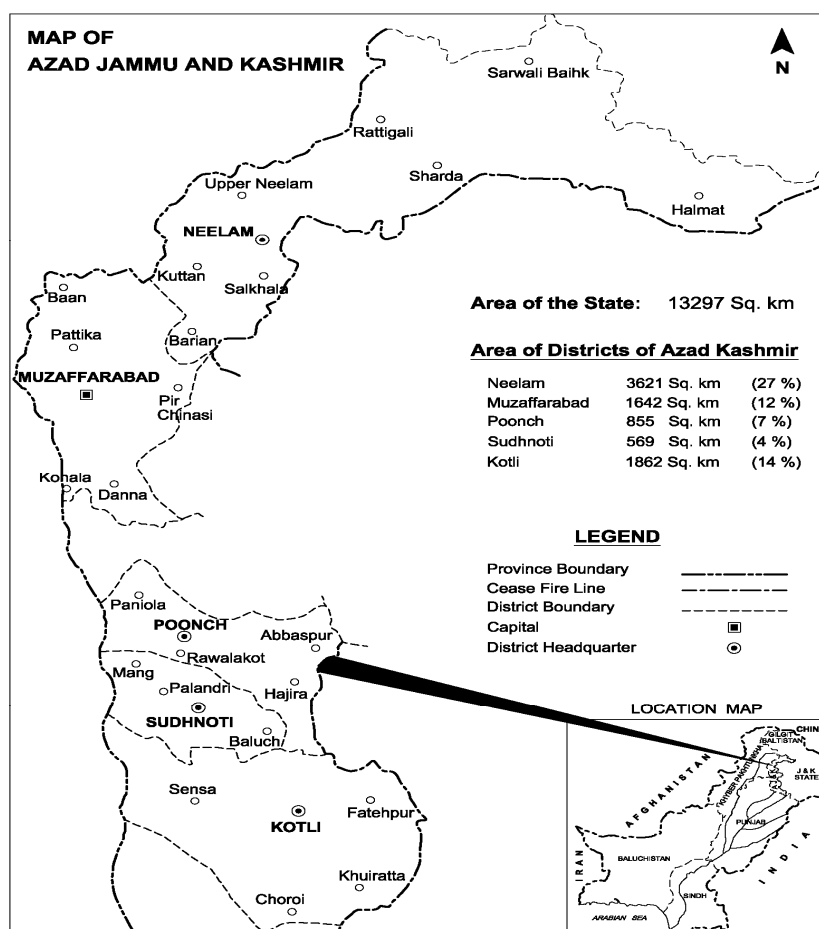 MAP OF
AZAD JAMMU AND KASHMIR
N
Sarwali Baihk
Rattigali
Sharda
Upper Neelam
Halmat
NEELAM
Kuttan
Salkhala
Baan
Barian
Pattika
MUZAFFARABAD
Pir
Chinasi
Kohala
Danna
Area of the State: 13297 Sq. km
Area of Districts of Azad Kashmir
Neelam 3621 Sq. km (27 %)
Muzaffarabad 1642 Sq. km (12 %)
Poonch 855 Sq. km (7 %)
Sudhnoti 569 Sq. km (4 %)
Kotli 1862 Sq. km (14 %)
LEGEND
Province Boundary
Cease Fire Line
District Boundary
Capital
District Headquarter
Paniola
POONCH
Abbaspur
Rawalakot
Mang
Palandri
Hajira
SUDHNOTI
Baluch
Sensa
Fatehpur
KOTLI
Khuiratta
Choroi
LOCATION MAP
CHIN
GILGIT
BALTISTAN
KHYBER PAKHTUNKHA
J & K
STATE
AFGHANISTAN
PUNJAB
IRAN
BALUCHISTAN
INDIA
SINDH
ARABIAN SEA